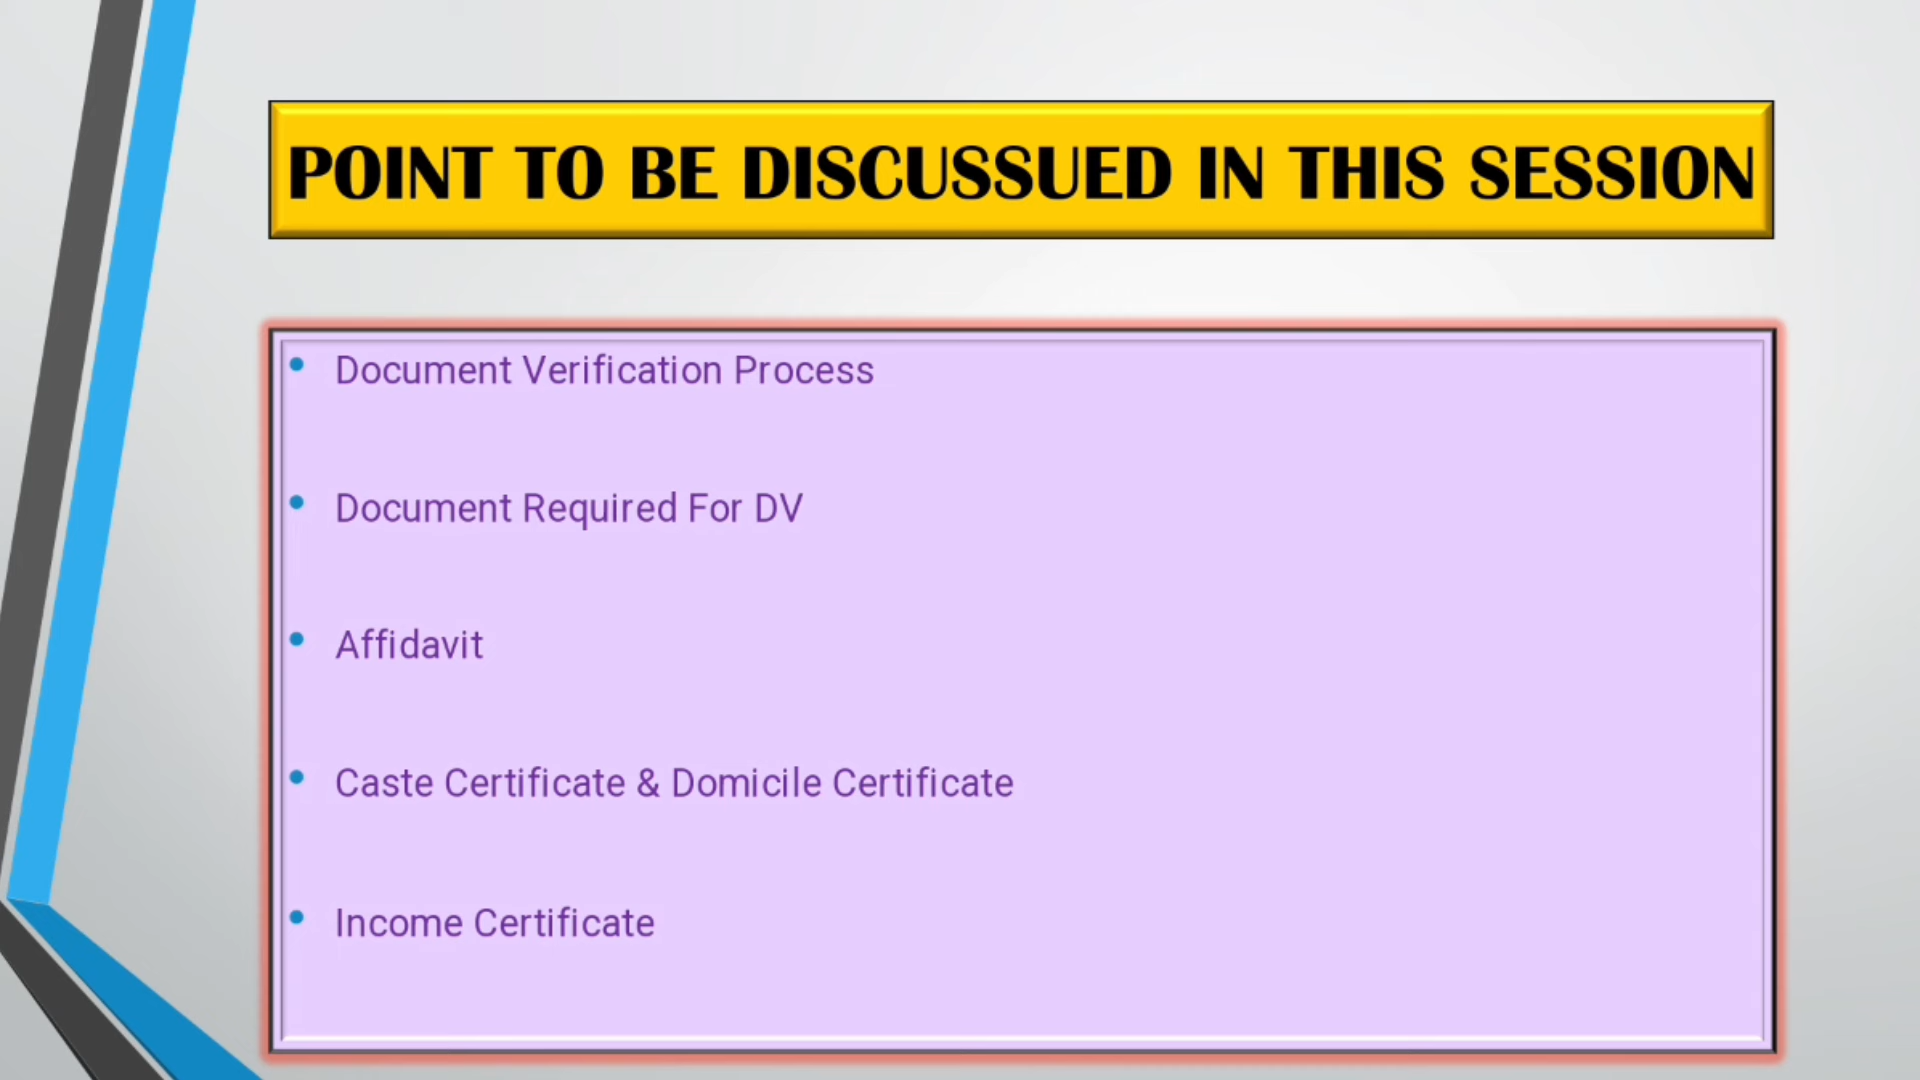 POINT TO BE DISCUSSUED IN THIS SESSION
• Document Verification Process
• Document Required For DV
• Affidavit
• Caste Certificate & Domicile Certificate
• Income Certificate